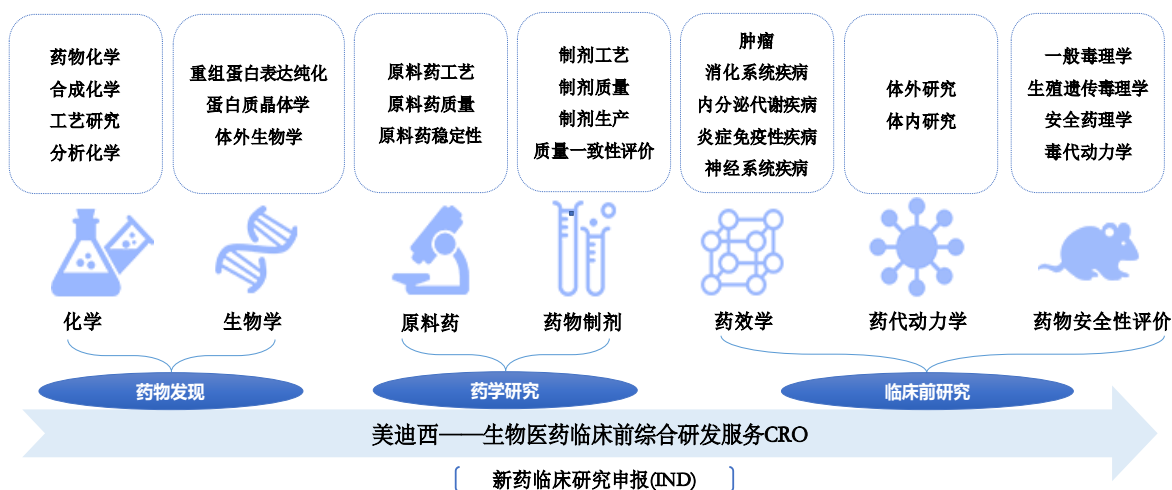 药物化学
合成化学
工艺研究
分析化学
重组蛋白表达纯化
蛋白质晶体学
体外生物学
原料药工艺
原料药质量
原料药稳定性
制剂工艺
制剂质量
制剂生产
质量一致性评价
肿瘤
消化系统疾病
内分泌代谢疾病
炎症免疫性疾病
神经系统疾病
体外研究
体内研究
一般毒理学
生殖遗传毒理学
安全药理学
毒代动力学
化学
生物学
原料药
药物制剂
药效学
药代动力学
药物安全性评价
药物发现
药学研究
临床前研究
美迪西——生物医药临床前综合研发服务CRO
新药临床研究申报(IND)